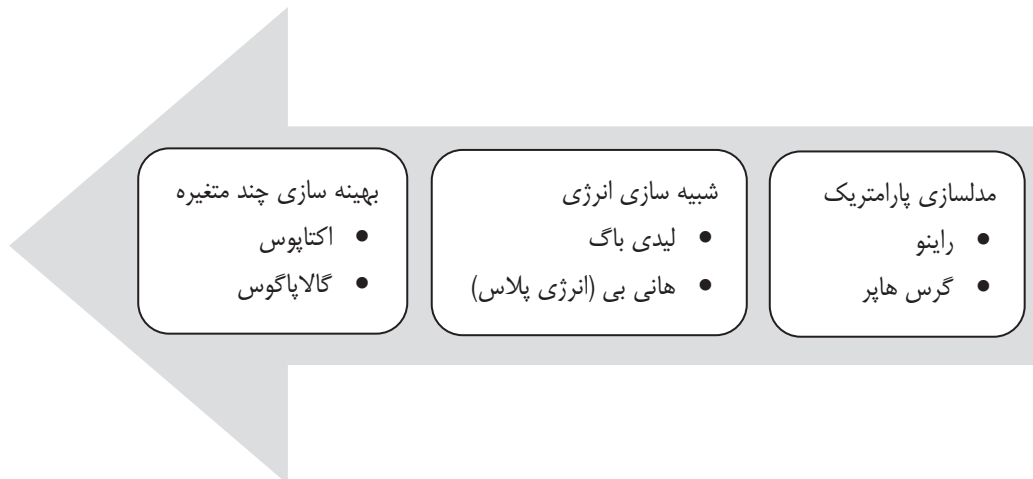 مدلسازی پارامتریک
• راینو
• گرس هاپر
شبیه سازی انرژی
• لیدی باگ
• هانی بی (انرژی پلاس)
بهینه سازی چند متغیره
• اکتاپوس
• گالاپاگوس